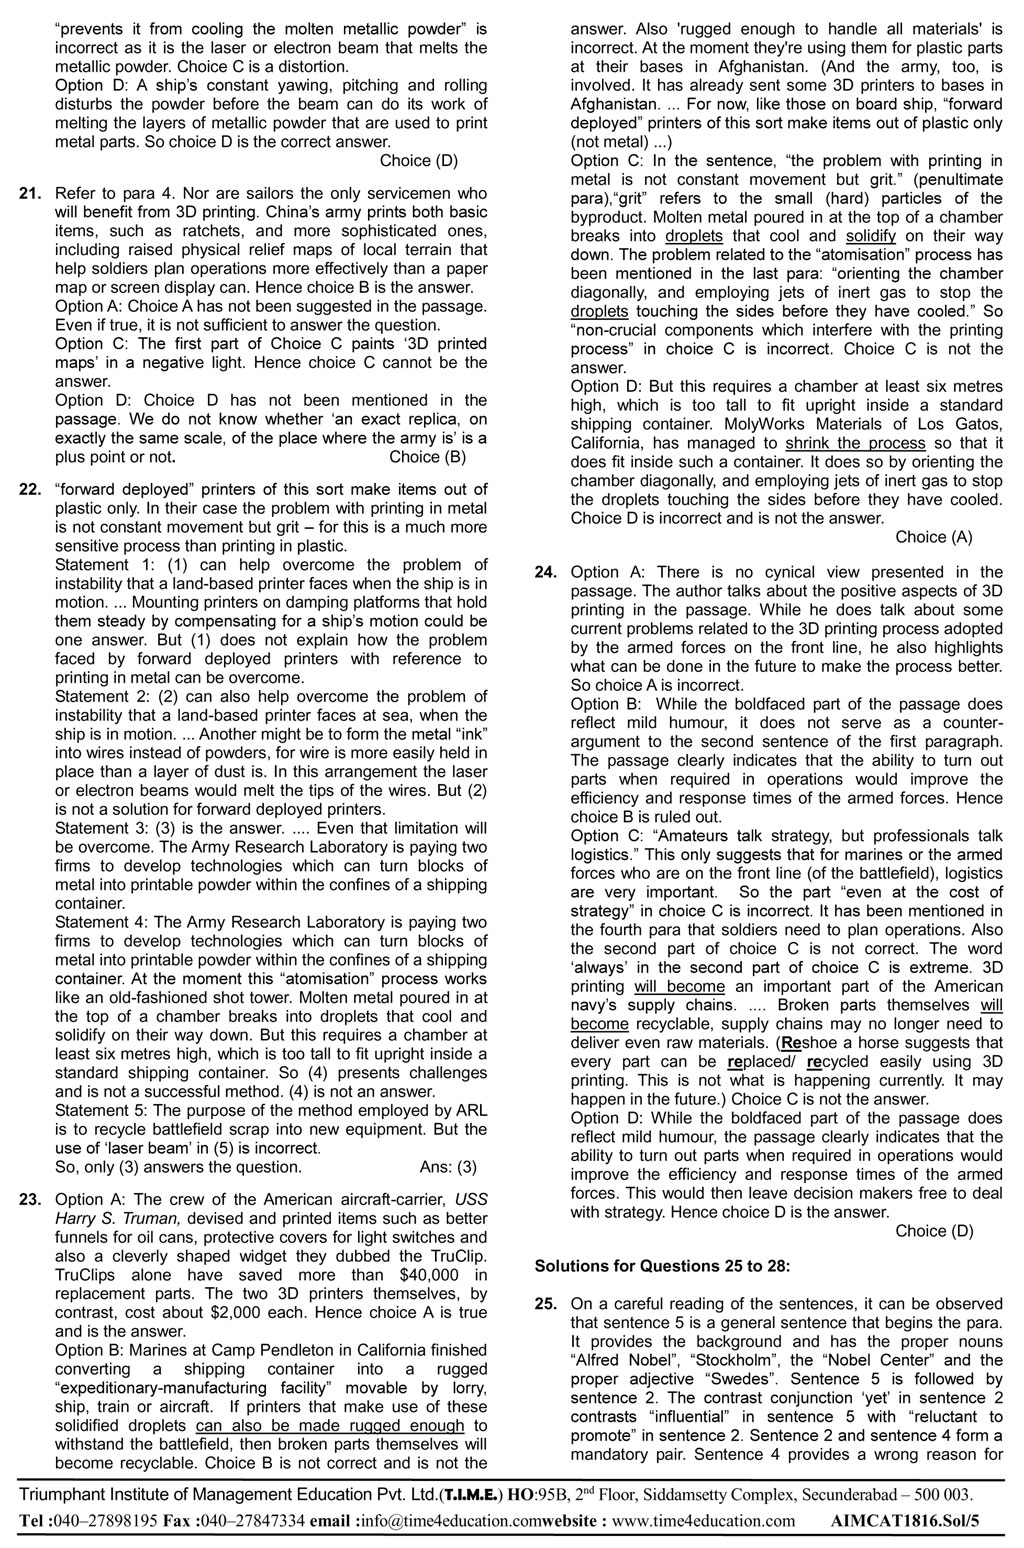 “prevents it from cooling the molten metallic powder” is
incorrect as it is the laser or electron beam that melts the
metallic powder. Choice C is a distortion.
Option D: A ship’s constant yawing, pitching and rolling
disturbs the powder before the beam can do its work of
melting the layers of metallic powder that are used to print
metal parts. So choice D is the correct answer.
Choice (D)
21. Refer to para 4. Nor are sailors the only servicemen who
will benefit from 3D printing. China’s army prints both basic
items, such as ratchets, and more sophisticated ones,
including raised physical relief maps of local terrain that
help soldiers plan operations more effectively than a paper
map or screen display can. Hence choice B is the answer.
Option A: Choice A has not been suggested in the passage.
Even if true, it is not sufficient to answer the question.
Option C: The first part of Choice C paints ‘3D printed
maps’ in a negative light. Hence choice C cannot be the
answer.
Option D: Choice D has not been mentioned in the
passage. We do not know whether ‘an exact replica, on
exactly the same scale, of the place where the army is’ is a
plus point or not. Choice (B)
22. “forward deployed” printers of this sort make items out of
plastic only. In their case the problem with printing in metal
is not constant movement but grit – for this is a much more
sensitive process than printing in plastic.
Statement 1: (1) can help overcome the problem of
instability that a land-based printer faces when the ship is in
motion. ... Mounting printers on damping platforms that hold
them steady by compensating for a ship’s motion could be
one answer. But (1) does not explain how the problem
faced by forward deployed printers with reference to
printing in metal can be overcome.
Statement 2: (2) can also help overcome the problem of
instability that a land-based printer faces at sea, when the
ship is in motion. ... Another might be to form the metal “ink”
into wires instead of powders, for wire is more easily held in
place than a layer of dust is. In this arrangement the laser
or electron beams would melt the tips of the wires. But (2)
is not a solution for forward deployed printers.
Statement 3: (3) is the answer. .... Even that limitation will
be overcome. The Army Research Laboratory is paying two
firms to develop technologies which can turn blocks of
metal into printable powder within the confines of a shipping
container.
Statement 4: The Army Research Laboratory is paying two
firms to develop technologies which can turn blocks of
metal into printable powder within the confines of a shipping
container. At the moment this “atomisation” process works
like an old-fashioned shot tower. Molten metal poured in at
the top of a chamber breaks into droplets that cool and
solidify on their way down. But this requires a chamber at
least six metres high, which is too tall to fit upright inside a
standard shipping container. So (4) presents challenges
and is not a successful method. (4) is not an answer.
Statement 5: The purpose of the method employed by ARL
is to recycle battlefield scrap into new equipment. But the
use of ‘laser beam’ in (5) is incorrect.
So, only (3) answers the question. Ans: (3)
23. Option A: The crew of the American aircraft-carrier, USS
Harry S. Truman, devised and printed items such as better
funnels for oil cans, protective covers for light switches and
also a cleverly shaped widget they dubbed the TruClip.
TruClips alone have saved more than $40,000 in
replacement parts. The two 3D printers themselves, by
contrast, cost about $2,000 each. Hence choice A is true
and is the answer.
Option B: Marines at Camp Pendleton in California finished
converting a shipping container into a rugged
“expeditionary-manufacturing facility” movable by lorry,
ship, train or aircraft. If printers that make use of these
solidified droplets can also be made rugged enough to
withstand the battlefield, then broken parts themselves will
become recyclable. Choice B is not correct and is not the
answer. Also 'rugged enough to handle all materials' is
incorrect. At the moment they're using them for plastic parts
at their bases in Afghanistan. (And the army, too, is
involved. It has already sent some 3D printers to bases in
Afghanistan. ... For now, like those on board ship, “forward
deployed” printers of this sort make items out of plastic only
(not metal) ...)
Option C: In the sentence, “the problem with printing in
metal is not constant movement but grit.” (penultimate
para),“grit” refers to the small (hard) particles of the
byproduct. Molten metal poured in at the top of a chamber
breaks into droplets that cool and solidify on their way
down. The problem related to the “atomisation” process has
been mentioned in the last para: “orienting the chamber
diagonally, and employing jets of inert gas to stop the
droplets touching the sides before they have cooled.” So
“non-crucial components which interfere with the printing
process” in choice C is incorrect. Choice C is not the
answer.
Option D: But this requires a chamber at least six metres
high, which is too tall to fit upright inside a standard
shipping container. MolyWorks Materials of Los Gatos,
California, has managed to shrink the process so that it
does fit inside such a container. It does so by orienting the
chamber diagonally, and employing jets of inert gas to stop
the droplets touching the sides before they have cooled.
Choice D is incorrect and is not the answer.
Choice (A)
24. Option A: There is no cynical view presented in the
passage. The author talks about the positive aspects of 3D
printing in the passage. While he does talk about some
current problems related to the 3D printing process adopted
by the armed forces on the front line, he also highlights
what can be done in the future to make the process better.
So choice A is incorrect.
Option B: While the boldfaced part of the passage does
reflect mild humour, it does not serve as a counter-
argument to the second sentence of the first paragraph.
The passage clearly indicates that the ability to turn out
parts when required in operations would improve the
efficiency and response times of the armed forces. Hence
choice B is ruled out.
Option C: “Amateurs talk strategy, but professionals talk
logistics.” This only suggests that for marines or the armed
forces who are on the front line (of the battlefield), logistics
are very important. So the part “even at the cost of
strategy” in choice C is incorrect. It has been mentioned in
the fourth para that soldiers need to plan operations. Also
the second part of choice C is not correct. The word
‘always’ in the second part of choice C is extreme. 3D
printing will become an important part of the American
navy’s supply chains. .... Broken parts themselves will
become recyclable, supply chains may no longer need to
deliver even raw materials. (Reshoe a horse suggests that
every part can be replaced/ recycled easily using 3D
printing. This is not what is happening currently. It may
happen in the future.) Choice C is not the answer.
Option D: While the boldfaced part of the passage does
reflect mild humour, the passage clearly indicates that the
ability to turn out parts when required in operations would
improve the efficiency and response times of the armed
forces. This would then leave decision makers free to deal
with strategy. Hence choice D is the answer.
Choice (D)
Solutions for Questions 25 to 28:
25. On a careful reading of the sentences, it can be observed
that sentence 5 is a general sentence that begins the para.
It provides the background and has the proper nouns
“Alfred Nobel”, “Stockholm”, the “Nobel Center” and the
proper adjective “Swedes”. Sentence 5 is followed by
sentence 2. The contrast conjunction ‘yet’ in sentence 2
contrasts “influential” in sentence 5 with “reluctant to
promote” in sentence 2. Sentence 2 and sentence 4 form a
mandatory pair. Sentence 4 provides a wrong reason for
Triumphant Institute of Management Education Pvt. Ltd.(T.I.M.E.) HO:95B, 2nd Floor, Siddamsetty Complex, Secunderabad – 500 003.
Tel :040–27898195 Fax :040–27847334 email :info@time4education.comwebsite : www.time4education.com AIMCAT1816.Sol/5